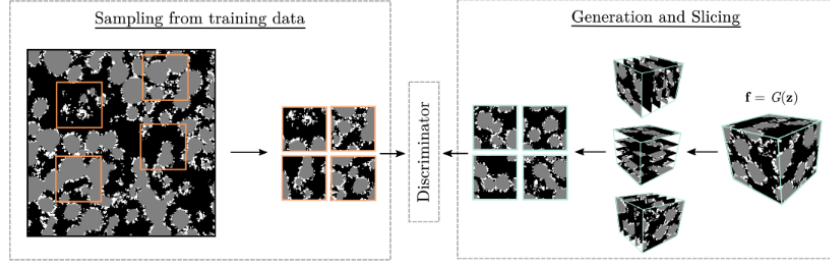 Sampling from training data
Discriminator
Generation and Slicing
f = G(z)